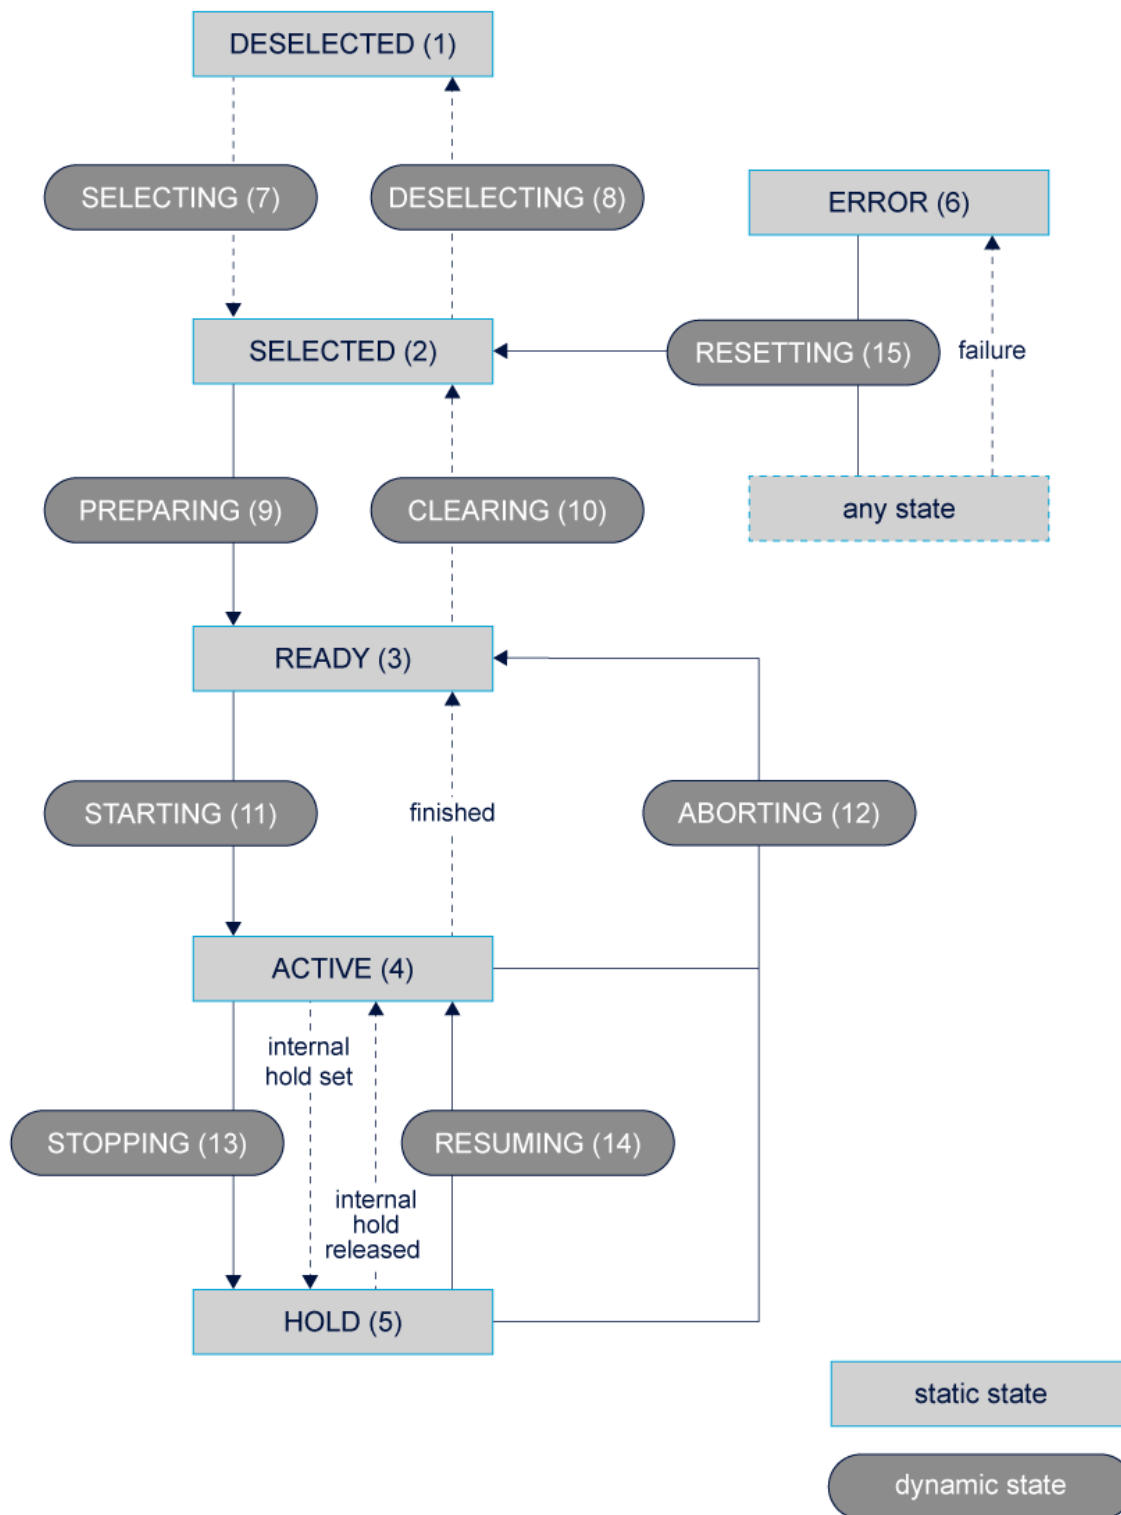 DESELECTED (1)
SELECTING (7)
DESELECTING (8)
ERROR (6)
SELECTED (2)
RESETTING (15)
failure
PREPARING (9)
CLEARING (10)
any state
READY (3)
STARTING (11)
finished
ABORTING (12)
ACTIVE (4)
internal
hold set
STOPPING (13)
RESUMING (14)
internal
hold
released
HOLD (5)
static state
dynamic state